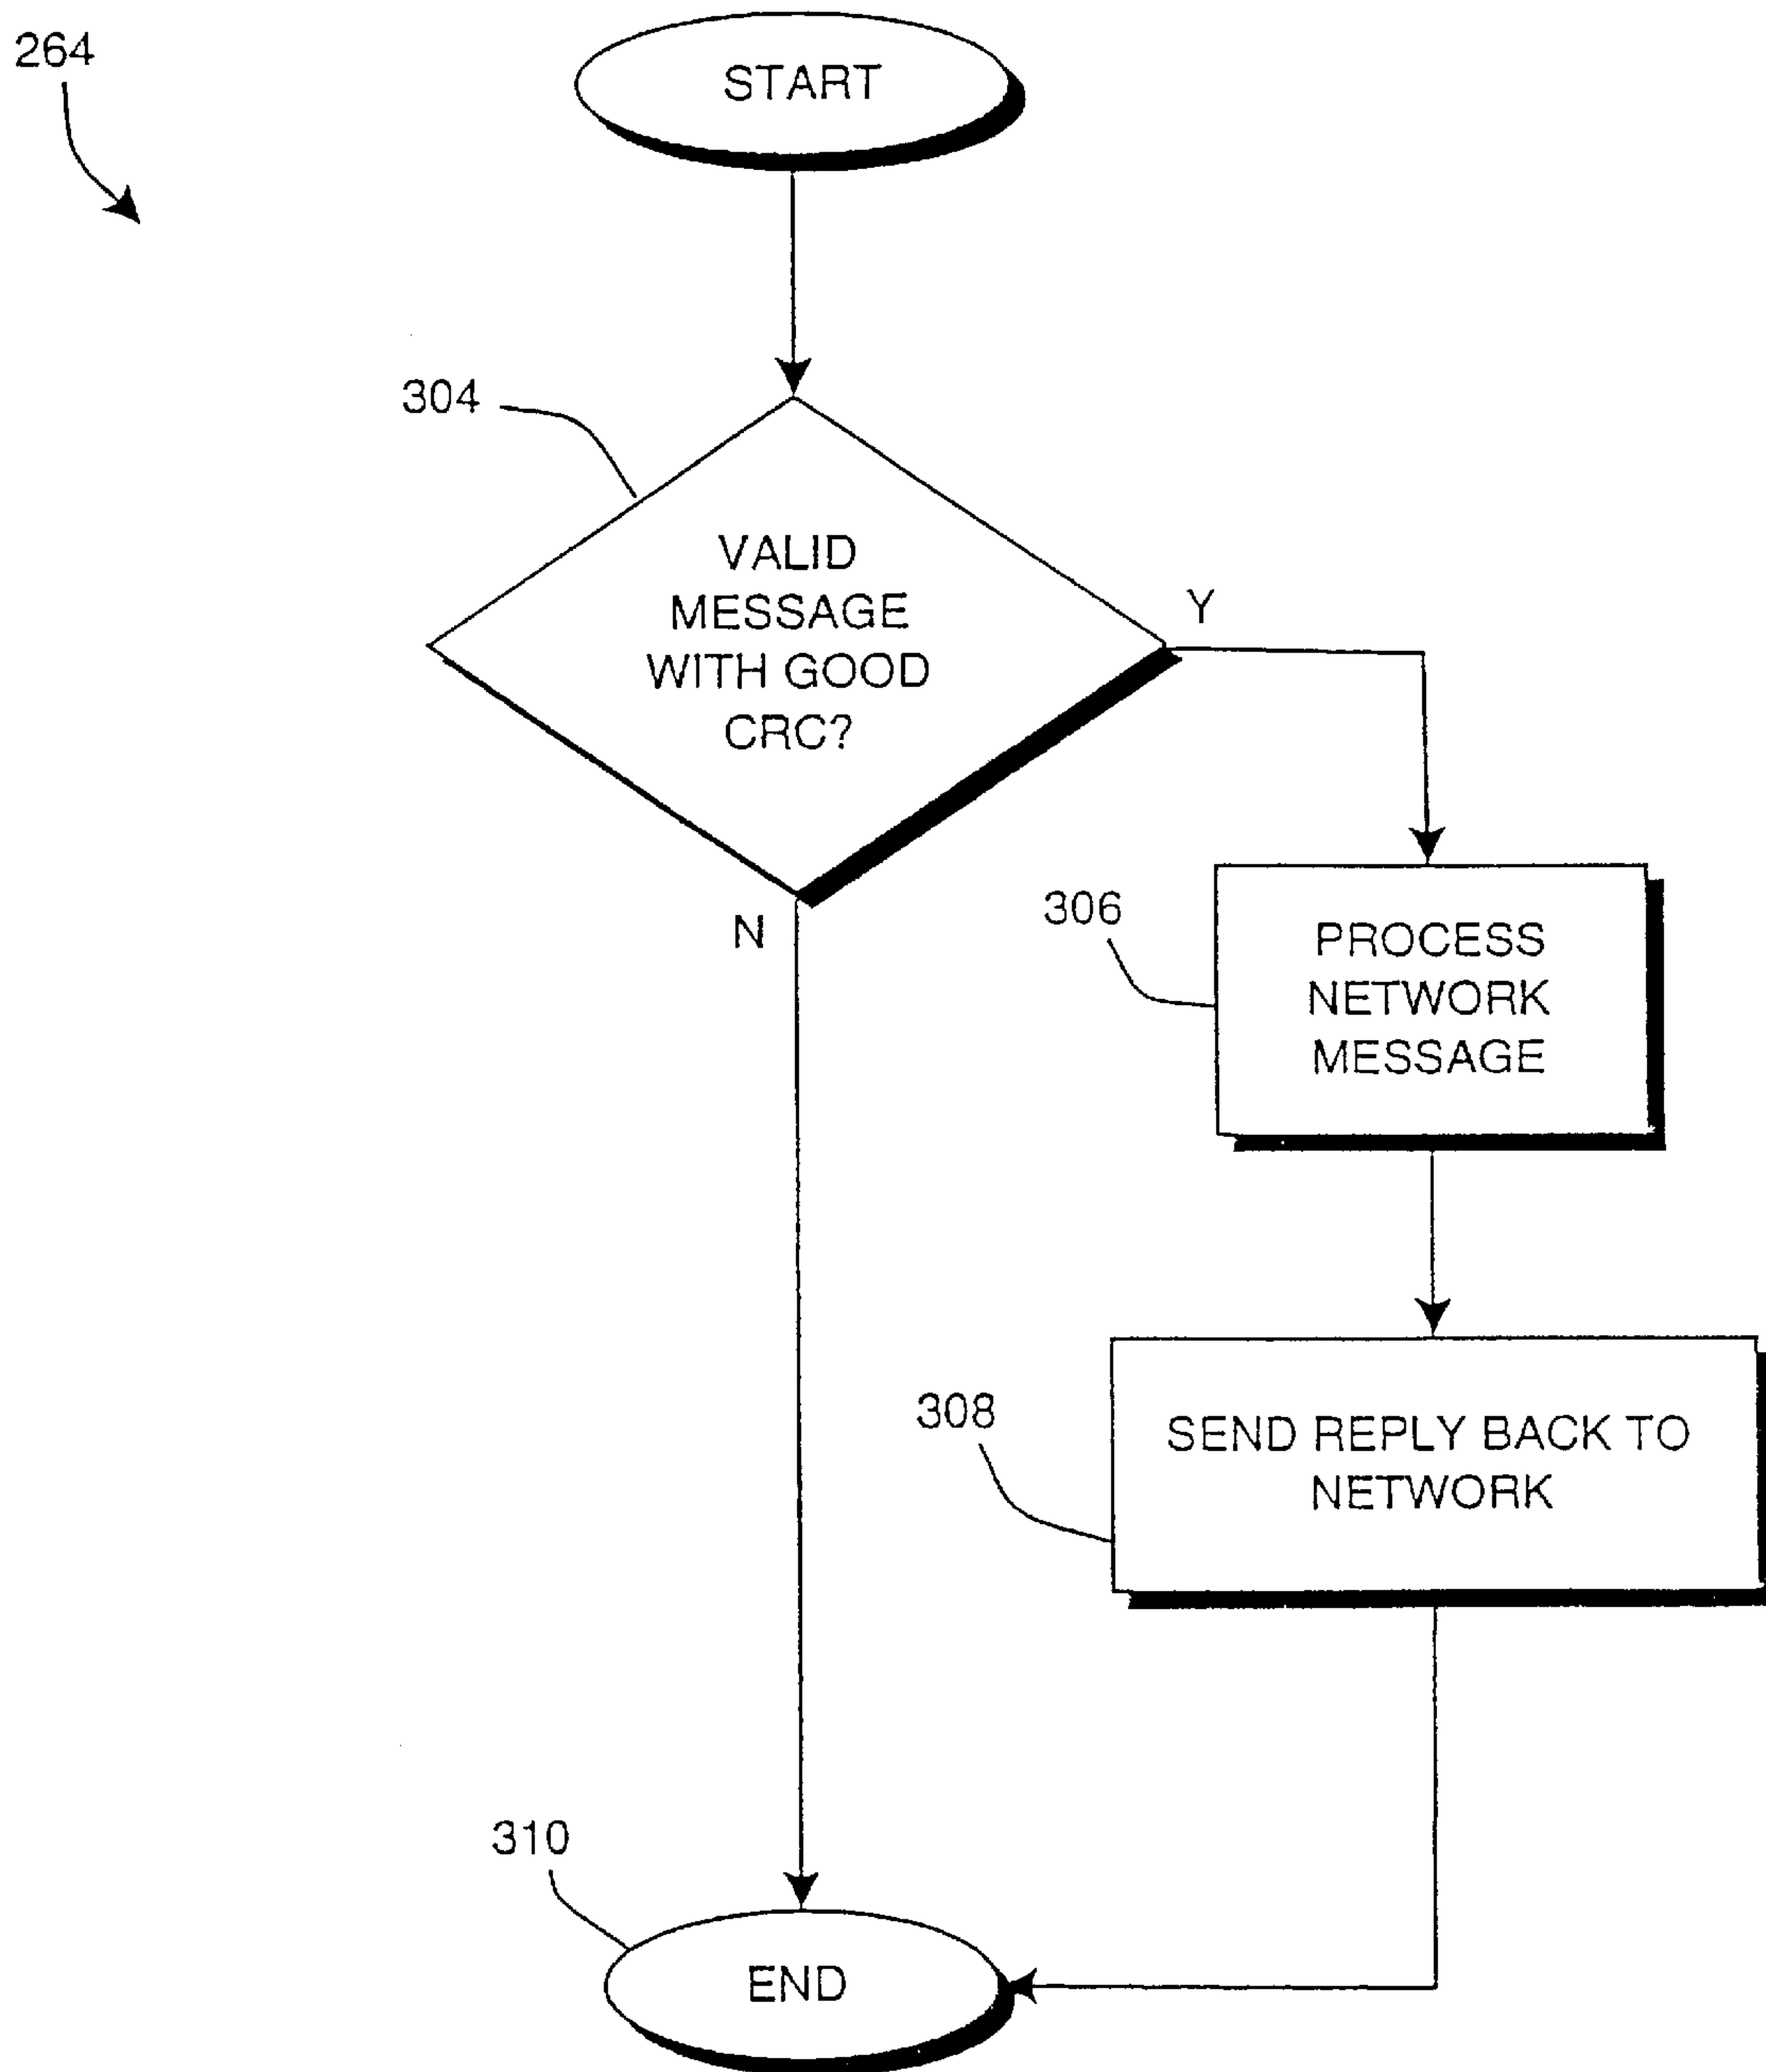 264
START
304
VALID
MESSAGE
WITH GOOD
CRC?
Y
N
306
PROCESS
NETWORK
MESSAGE
308
SEND REPLY BACK TO
NETWORK
310
END